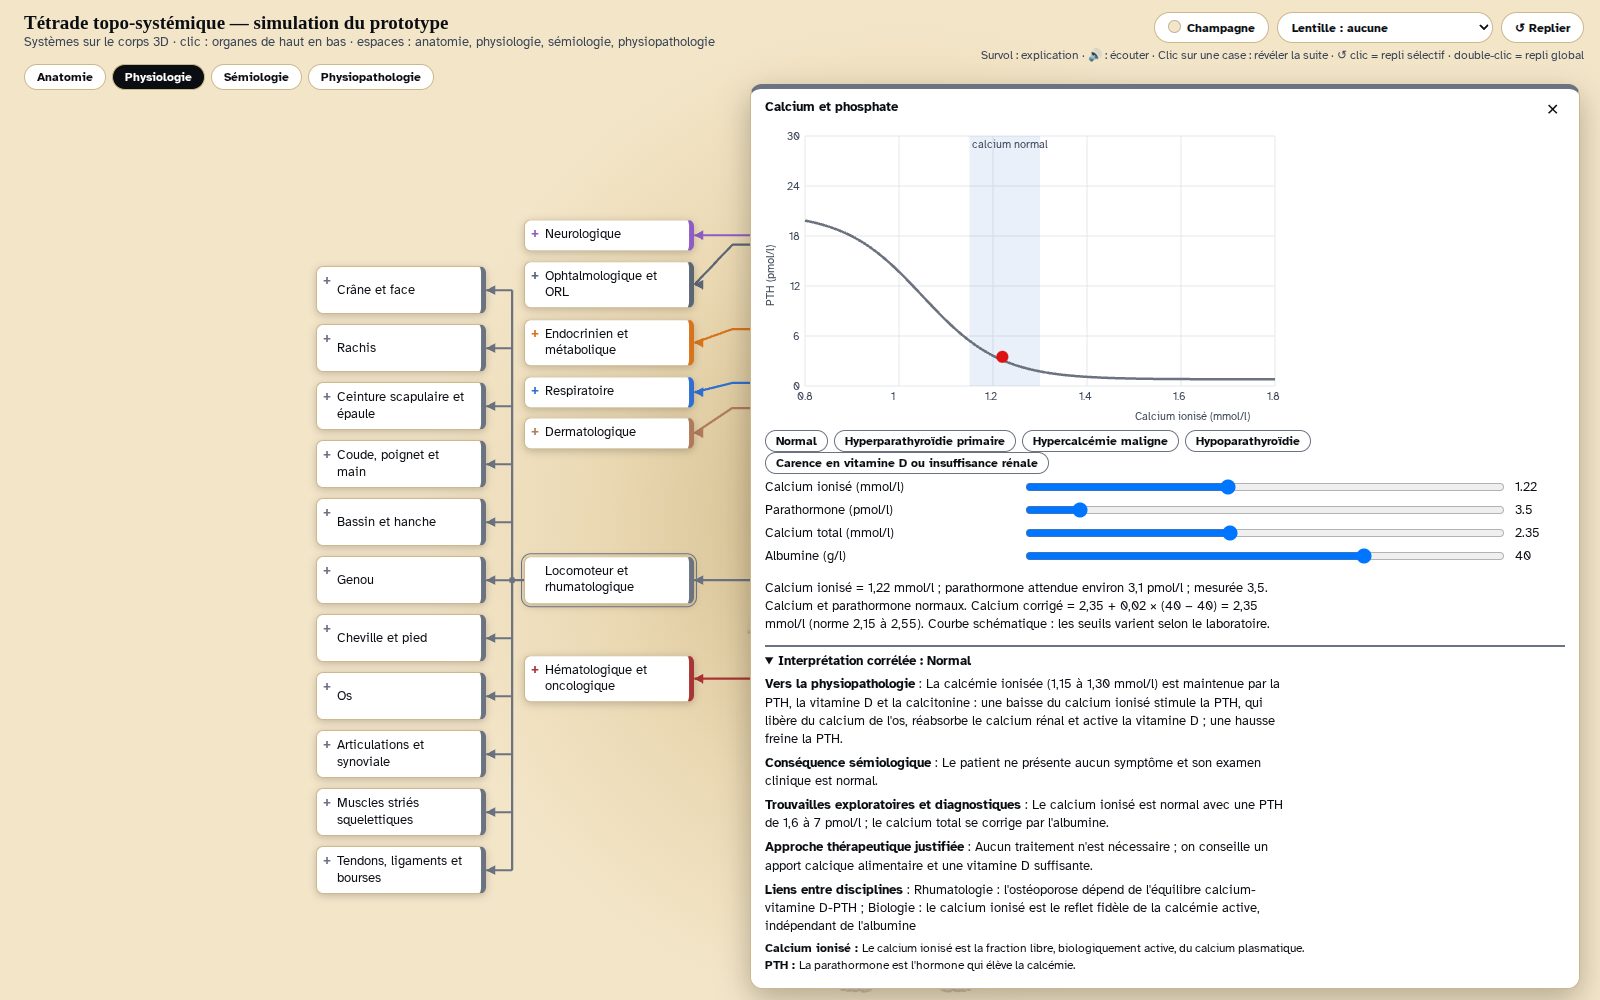 Tétrade topo-systémique — simulation du prototype
Systèmes sur le corps 3D · clic : organes de haut en bas · espaces : anatomie, physiologie, sémiologie, physiopathologie
Champagne
Lentille : aucune
↺ Replier
Survol : explication · 🔊 : écouter · Clic sur une case : révéler la suite · ↺ clic = repli sélectif · double-clic = repli global
Anatomie
Physiologie
Sémiologie
Physiopathologie
+ Crâne et face
+ Rachis
+ Ceinture scapulaire et
épaule
+ Coude, poignet et
main
+ Bassin et hanche
+ Genou
+ Cheville et pied
+ Os
+ Articulations et
synoviale
+ Muscles striés
squelettiques
+ Tendons, ligaments et
bourses
+ Neurologique
+ Ophtalmologique et
ORL
+ Endocrinien et
métabolique
+ Respiratoire
+ Dermatologique
Locomoteur et
rhumatologique
+ Hématologique et
oncologique
Calcium et phosphate
✕
calcium normal
30
24
18
12
6
0
PTH (pmol/l)
0.8
1
1.2
1.4
1.6
1.8
Calcium ionisé (mmol/l)
Normal
Hyperparathyroïdie primaire
Hypercalcémie maligne
Hypoparathyroïdie
Carence en vitamine D ou insuffisance rénale
Calcium ionisé (mmol/l) 1.22
Parathormone (pmol/l) 3.5
Calcium total (mmol/l) 2.35
Albumine (g/l) 40
Calcium ionisé = 1,22 mmol/l ; parathormone attendue environ 3,1 pmol/l ; mesurée 3,5.
Calcium et parathormone normaux. Calcium corrigé = 2,35 + 0,02 × (40 − 40) = 2,35
mmol/l (norme 2,15 à 2,55). Courbe schématique : les seuils varient selon le laboratoire.
▼ Interprétation corrélée : Normal
Vers la physiopathologie : La calcémie ionisée (1,15 à 1,30 mmol/l) est maintenue par la
PTH, la vitamine D et la calcitonine : une baisse du calcium ionisé stimule la PTH, qui
libère du calcium de l'os, réabsorbe le calcium rénal et active la vitamine D ; une hausse
freine la PTH.
Conséquence sémiologique : Le patient ne présente aucun symptôme et son examen
clinique est normal.
Trouvailles exploratoires et diagnostiques : Le calcium ionisé est normal avec une PTH
de 1,6 à 7 pmol/l ; le calcium total se corrige par l'albumine.
Approche thérapeutique justifiée : Aucun traitement n'est nécessaire ; on conseille un
apport calcique alimentaire et une vitamine D suffisante.
Liens entre disciplines : Rhumatologie : l'ostéoporose dépend de l'équilibre calcium-
vitamine D-PTH ; Biologie : le calcium ionisé est le reflet fidèle de la calcémie active,
indépendant de l'albumine
Calcium ionisé : Le calcium ionisé est la fraction libre, biologiquement active, du calcium plasmatique.
PTH : La parathormone est l'hormone qui élève la calcémie.